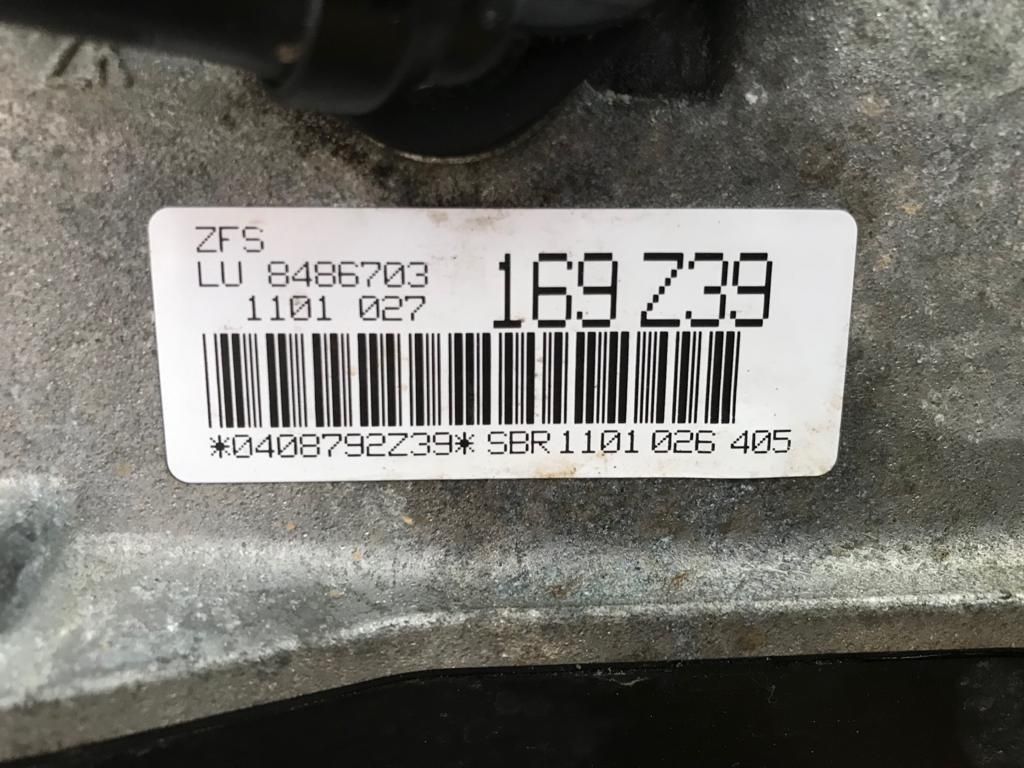 ZFS
LU 8486703
1101 027
169 Z39
*0408792Z39* SBR 1101 026 405